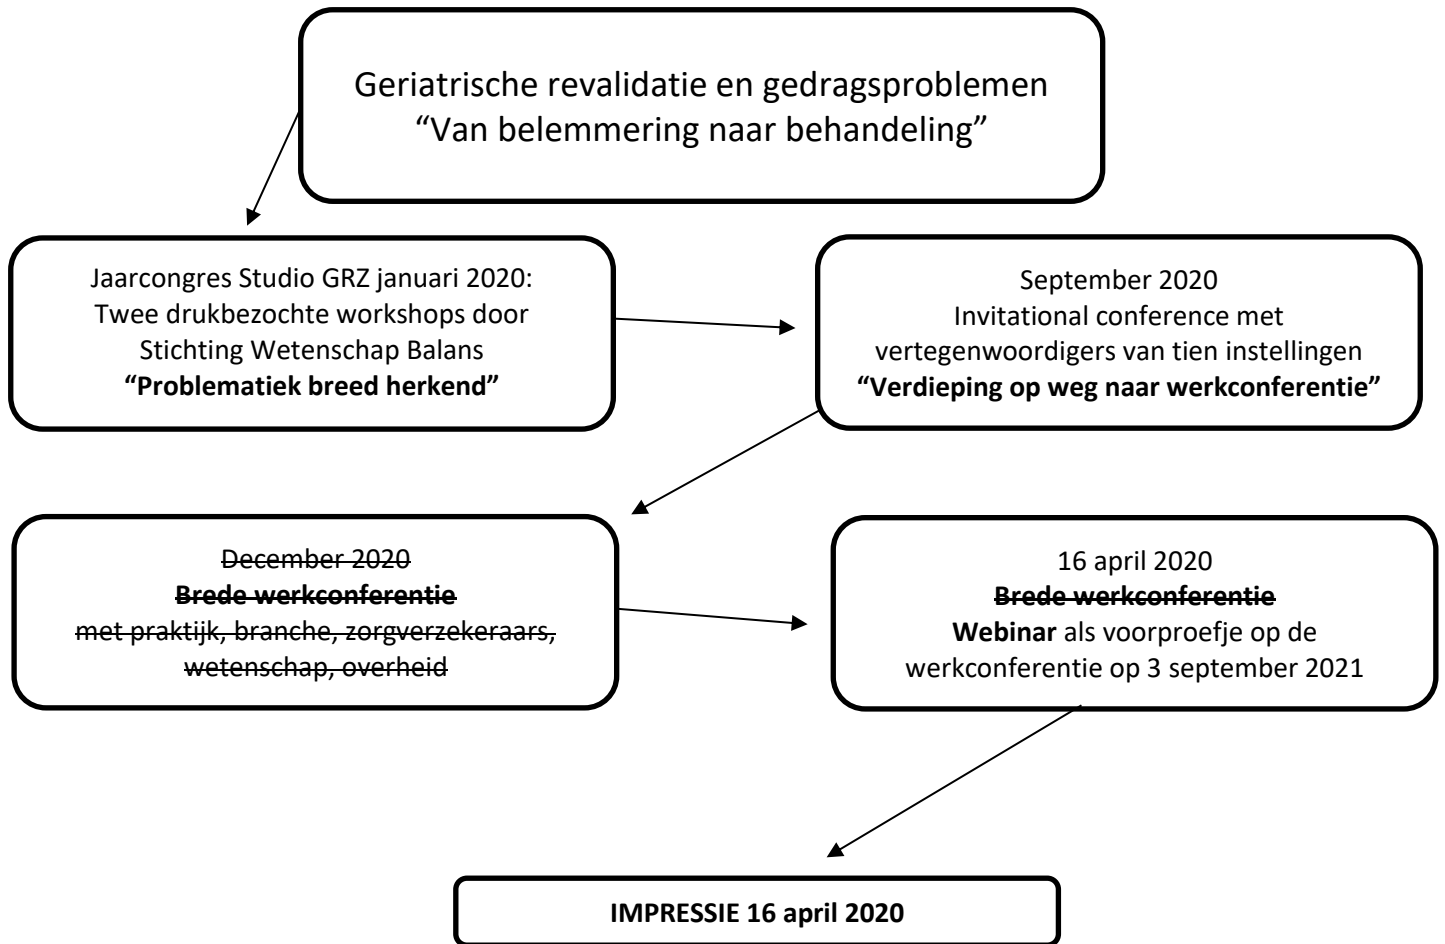 Geriatrische revalidatie en gedragsproblemen
“Van belemmering naar behandeling”
Jaarcongres Studio GRZ januari 2020:
Twee drukbezochte workshops door
Stichting Wetenschap Balans
“Problematiek breed herkend”
September 2020
Invitational conference met
vertegenwoordigers van tien instellingen
“Verdieping op weg naar werkconferentie”
December 2020
Brede werkconferentie
met praktijk, branche, zorgverzekeraars,
wetenschap, overheid
16 april 2020
Brede werkconferentie
Webinar als voorproefje op de
werkconferentie op 3 september 2021
IMPRESSIE 16 april 2020